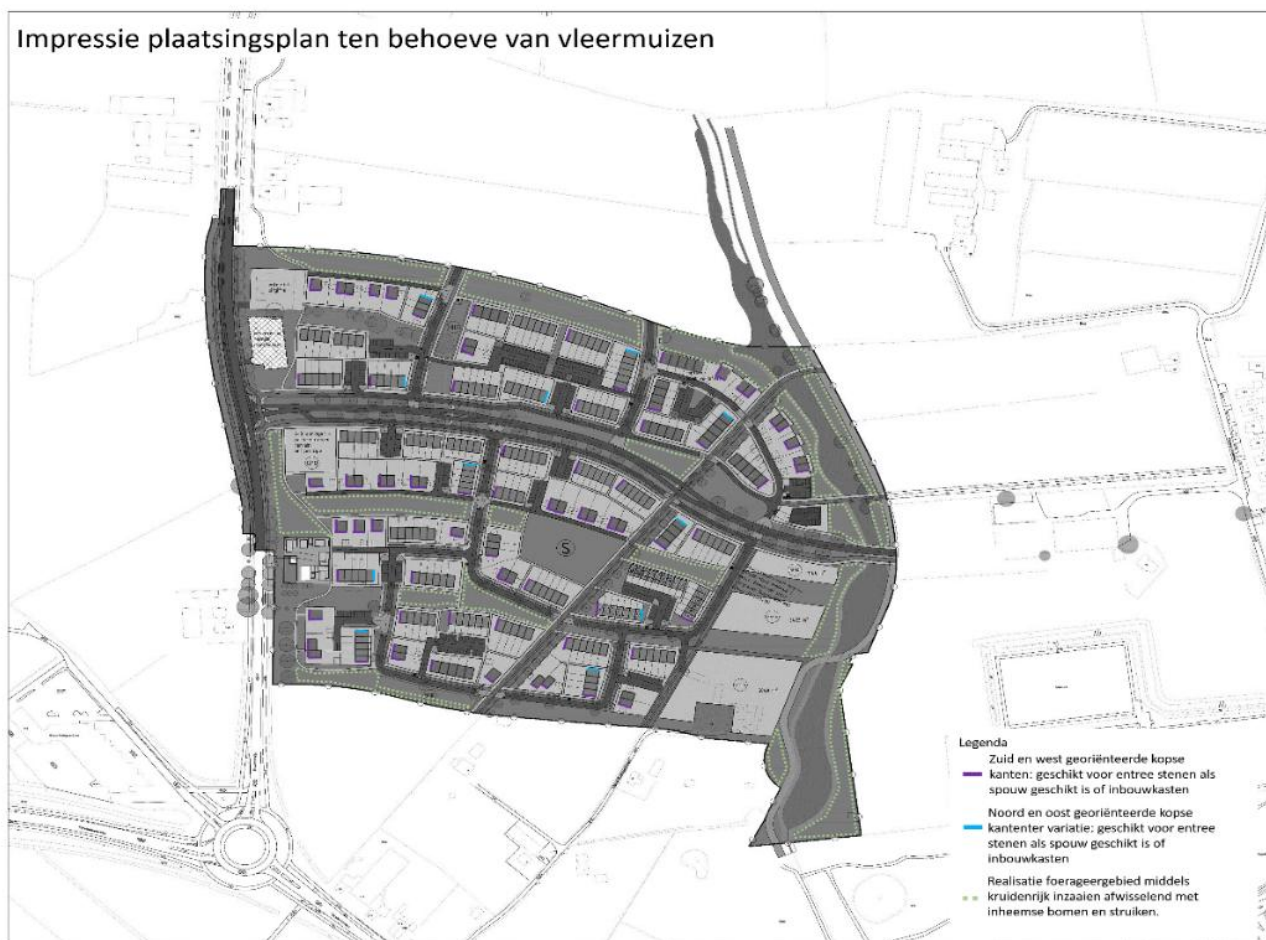 Impressie plaatsingsplan ten behoeve van vleermuizen
S
Legenda
Zuid en west georiënteerde kopse
kanten: geschikt voor entree stenen als
spouw geschikt is of inbouwkasten
Noord en oost georiënteerde kopse
kantenter variatie: geschikt voor entree
stenen als spouw geschikt is of
inbouwkasten
Realisatie foerageergebied middels
kruidenrijk inzaaien afwisselend met
inheemse bomen en struiken.